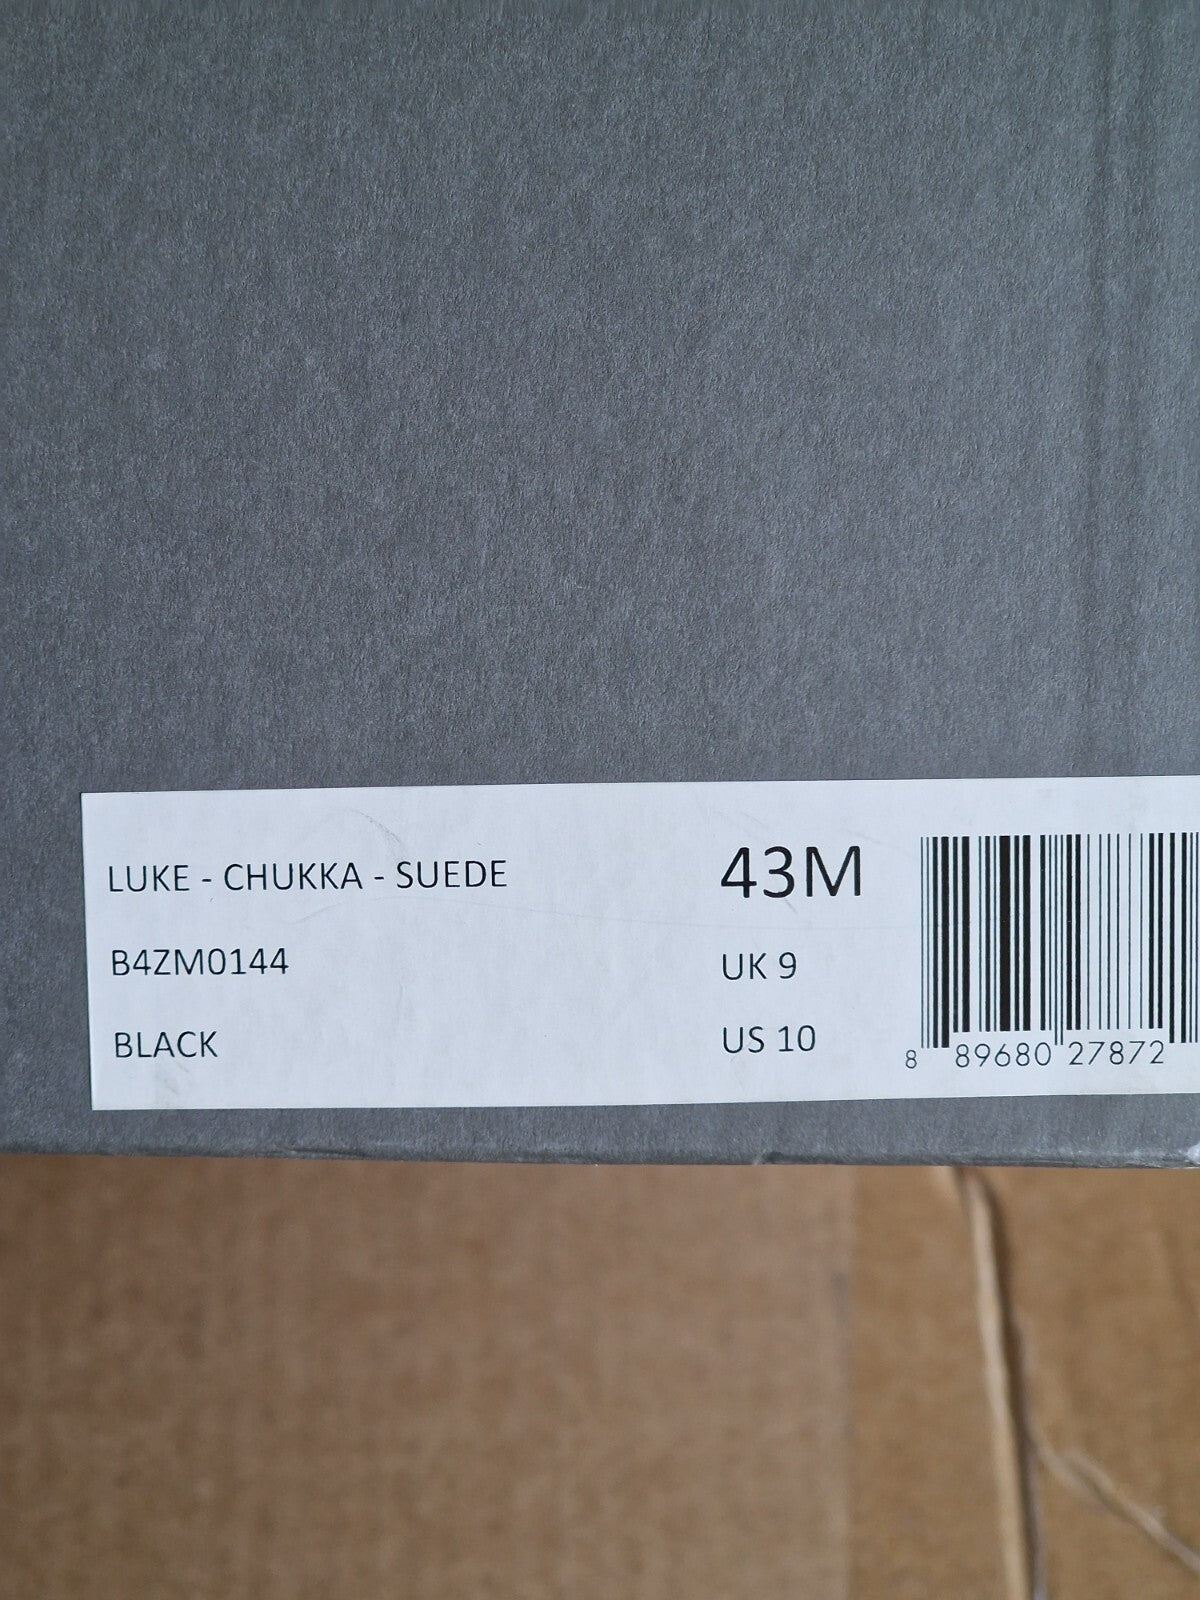 LUKE - CHUKKA - SUEDE
B4ZM0144
BLACK
43M
UK 9
US 10
8 89680 27872